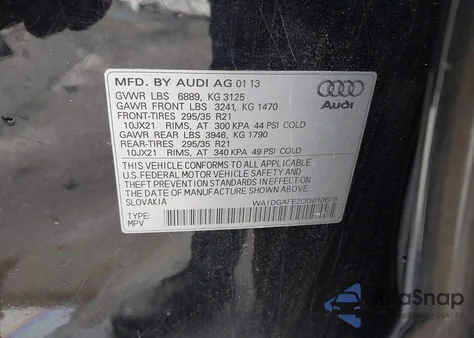 MFD. BY AUDI AG 01 13
GVWR LBS 6889, KG 3125
GAWR FRONT LBS 3241, KG 1470
FRONT-TIRES 295/35 R21
10JX21 RIMS, AT 300 KPA 44 PSI COLD
GAWR REAR LBS 3946, KG 1790
REAR-TIRES 295/35 R21
10JX21 RIMS, AT 340 KPA 49 PSI COLD
Audi
THIS VEHICLE CONFORMS TO ALL APPLICABLE
U.S. FEDERAL MOTOR VEHICLE SAFETY AND
THEFT PREVENTION STANDARDS IN EFFECT ON
THE DATE OF MANUFACTURE SHOWN ABOVE.
SLOVAKIA
TYPE:
MPV